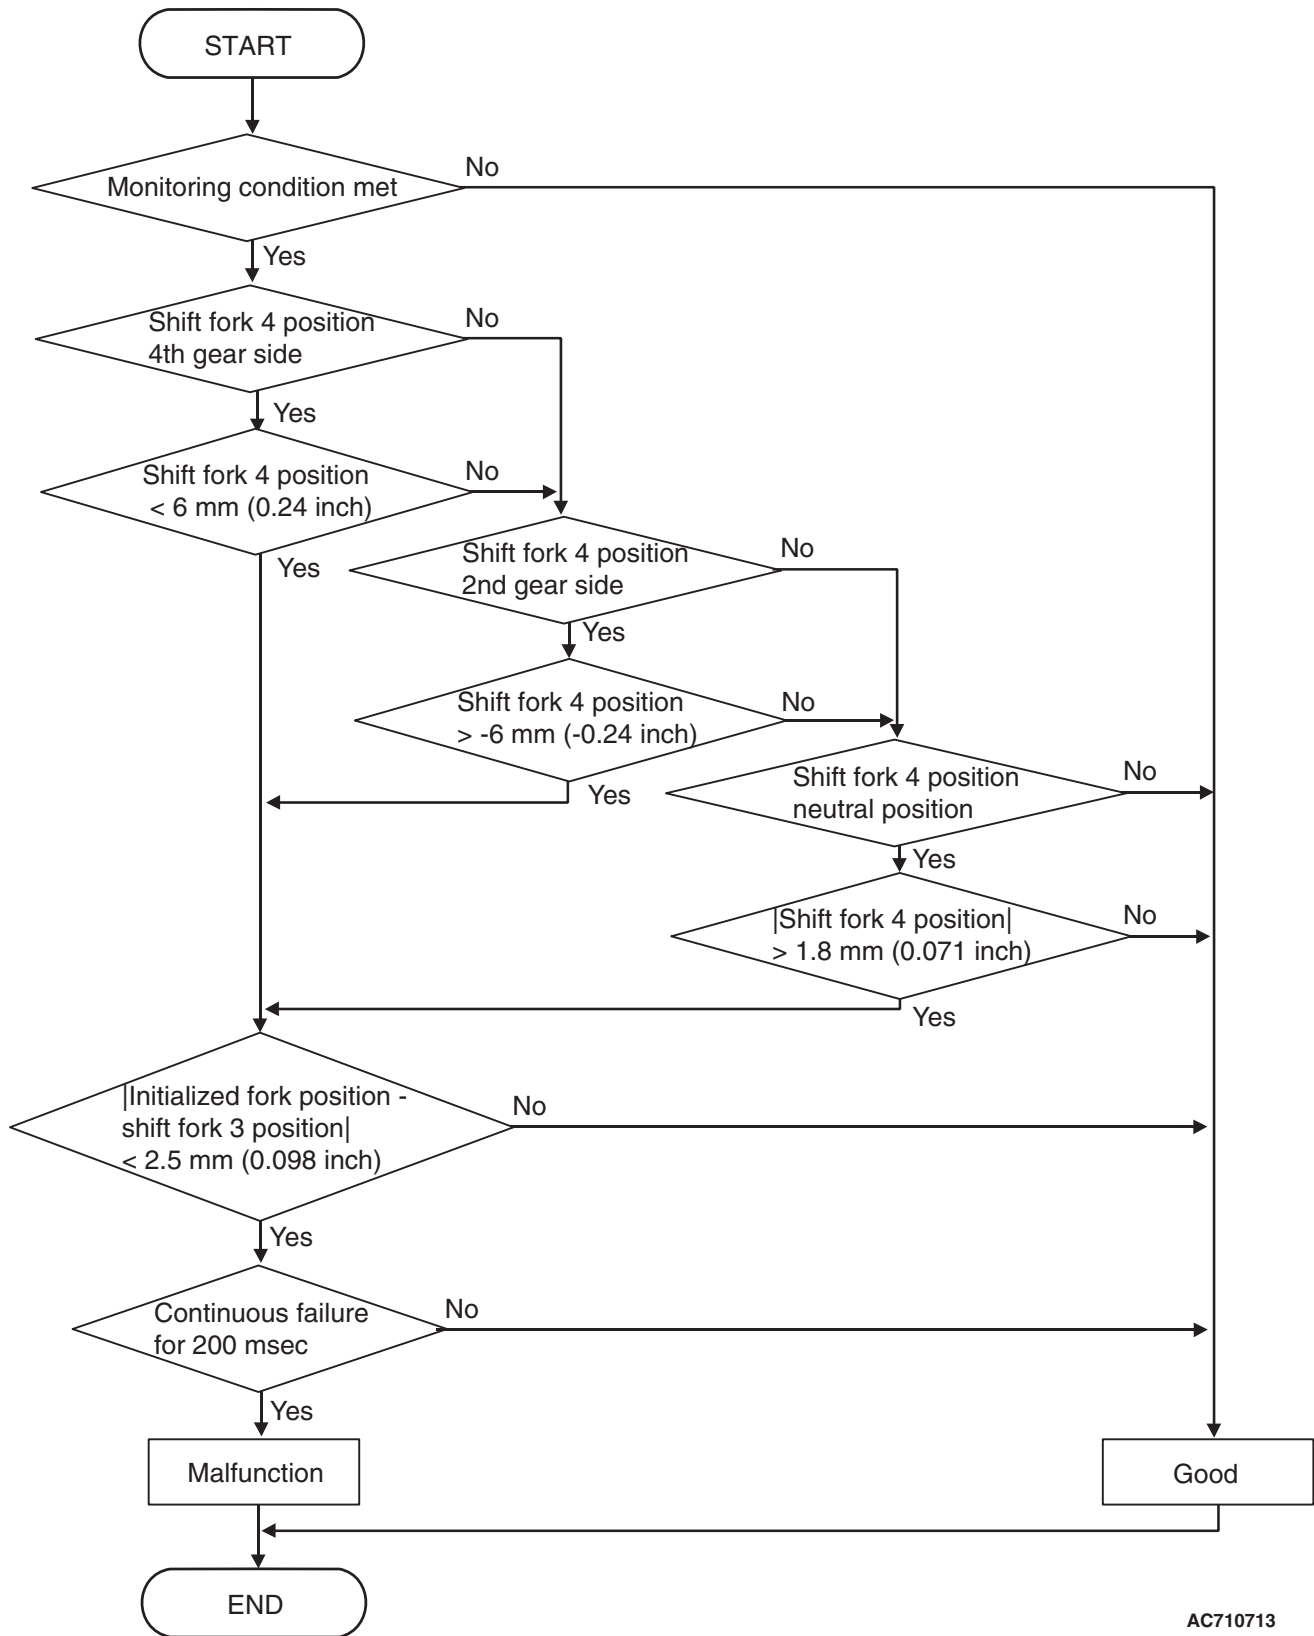 START
Monitoring condition met
No
Yes
Shift fork 4 position
4th gear side
No
Yes
Shift fork 4 position
< 6 mm (0.24 inch)
No
Yes
Shift fork 4 position
2nd gear side
No
Yes
Shift fork 4 position
> -6 mm (-0.24 inch)
No
Yes
Shift fork 4 position
neutral position
No
Yes
|Shift fork 4 position|
> 1.8 mm (0.071 inch)
No
Yes
|Initialized fork position -
shift fork 3 position|
< 2.5 mm (0.098 inch)
No
Yes
Continuous failure
for 200 msec
No
Yes
Malfunction
Good
END
AC710713